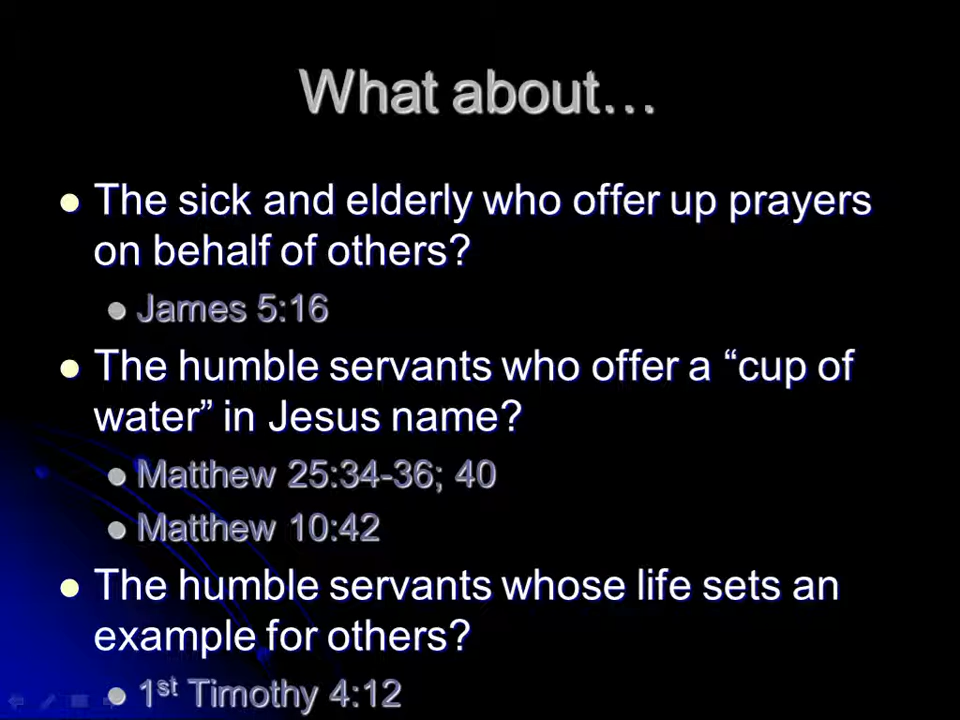 What about…
The sick and elderly who offer up prayers
on behalf of others?
James 5:16
The humble servants who offer a “cup of
water” in Jesus name?
Matthew 25:34-36; 40
Matthew 10:42
The humble servants whose life sets an
example for others?
1st Timothy 4:12